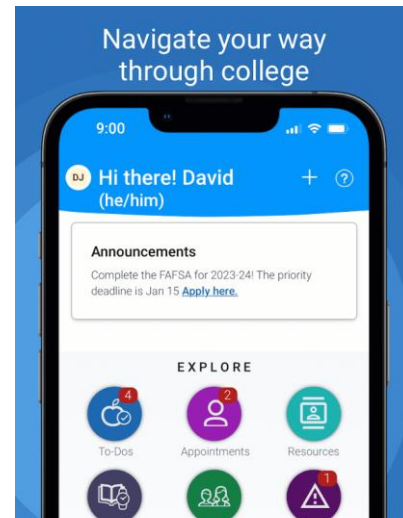 Navigate your way
through college
9:00
DJ
Hi there! David
(he/him)
+
?
Announcements
Complete the FAFSA for 2023-24! The priority
deadline is Jan 15 Apply here.
EXPLORE
4
2
To-Dos
Appointments
Resources
1